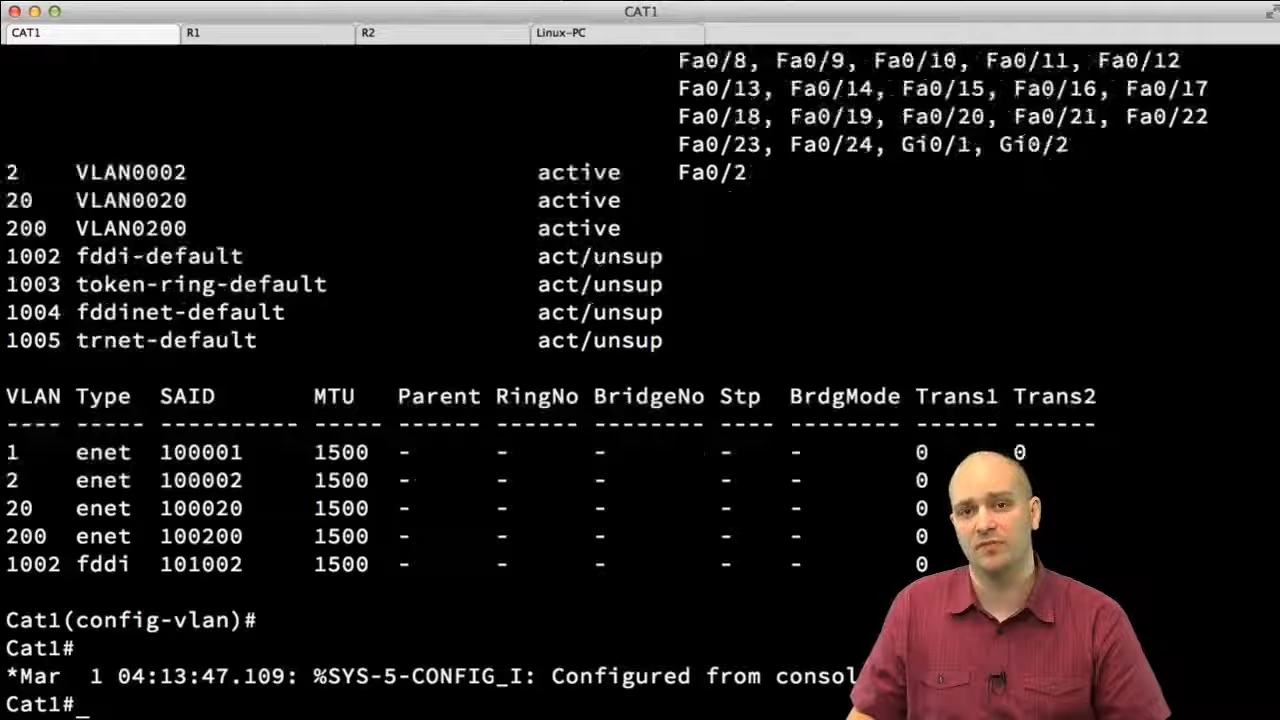 CAT1
CAT1 R1 R2 Linux-PC
Fa0/8, Fa0/9, Fa0/10, Fa0/11, Fa0/12
Fa0/13, Fa0/14, Fa0/15, Fa0/16, Fa0/17
Fa0/18, Fa0/19, Fa0/20, Fa0/21, Fa0/22
Fa0/23, Fa0/24, Gi0/1, Gi0/2
2 VLAN0002 active Fa0/2
20 VLAN0020 active
200 VLAN0200 active
1002 fddi-default act/unsup
1003 token-ring-default act/unsup
1004 fddinet-default act/unsup
1005 trnet-default act/unsup
VLAN Type SAID MTU Parent RingNo BridgeNo Stp BrdgMode Trans1 Trans2
---- ----- ---------- ----- ------ ------ -------- ---- -------- ------ ------
1 enet 100001 1500 - - - - - 0 0
2 enet 100002 1500 - - - - - 0
20 enet 100020 1500 - - - - - 0
200 enet 100200 1500 - - - - - 0
1002 fddi 101002 1500 - - - - - 0
Cat1(config-vlan)#
Cat1#
*Mar 1 04:13:47.109: %SYS-5-CONFIG_I: Configured from consol
Cat1#_